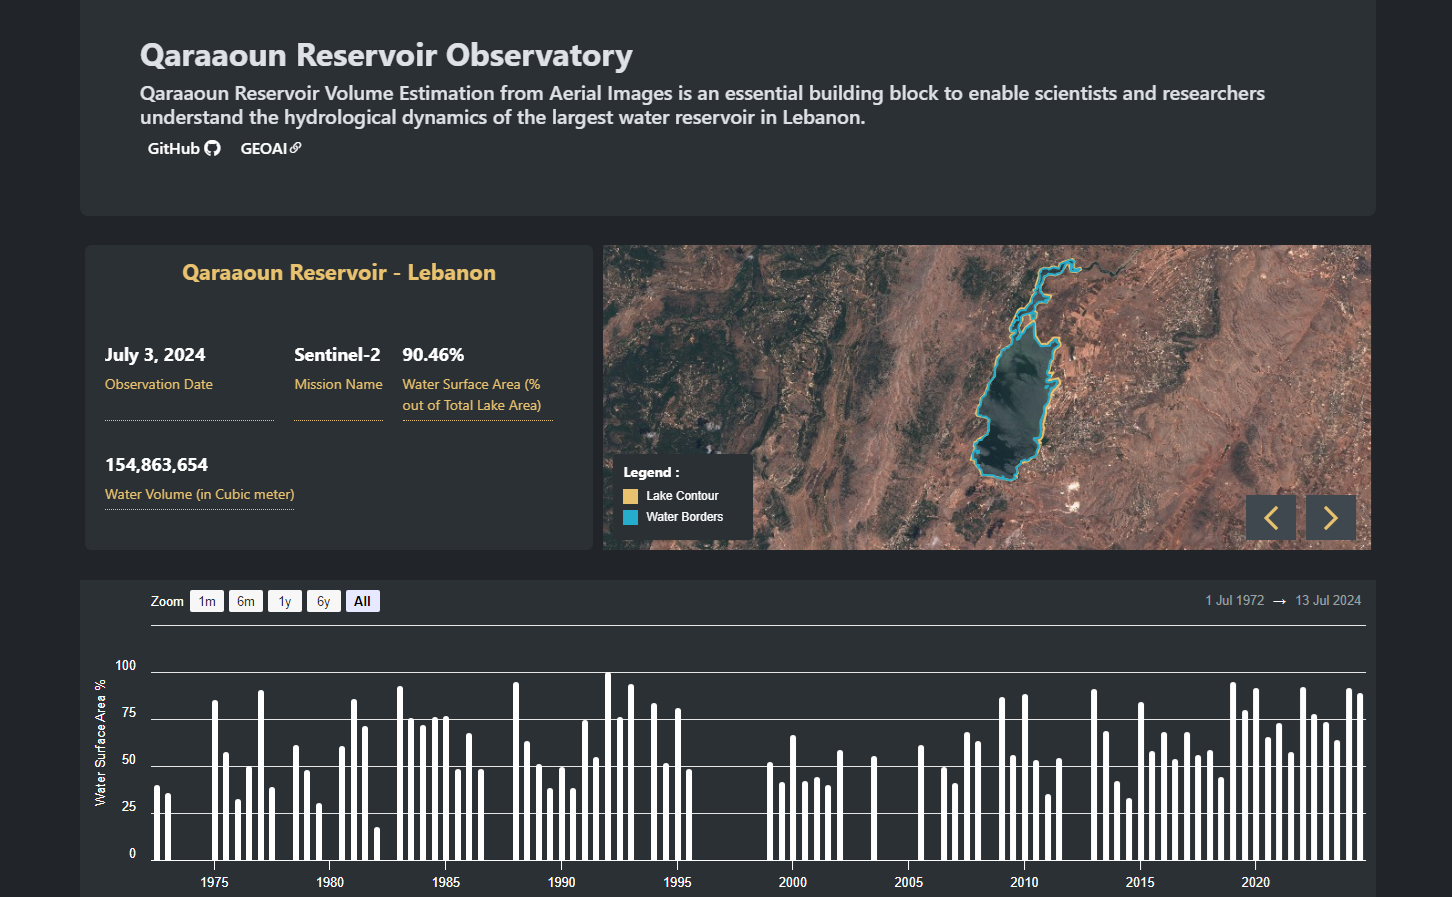 Qaraaoun Reservoir Observatory
Qaraaoun Reservoir Volume Estimation from Aerial Images is an essential building block to enable scientists and researchers
understand the hydrological dynamics of the largest water reservoir in Lebanon.
GitHub GEOAI
Qaraaoun Reservoir - Lebanon
July 3, 2024
Observation Date
Sentinel-2
Mission Name
90.46%
Water Surface Area (%
out of Total Lake Area)
154,863,654
Water Volume (in Cubic meter)
Legend :
Lake Contour
Water Borders
Zoom 1m 6m 1y 6y All
1 Jul 1972 → 13 Jul 2024
Water Surface Area %
100
75
50
25
0
1975 1980 1985 1990 1995 2000 2005 2010 2015 2020